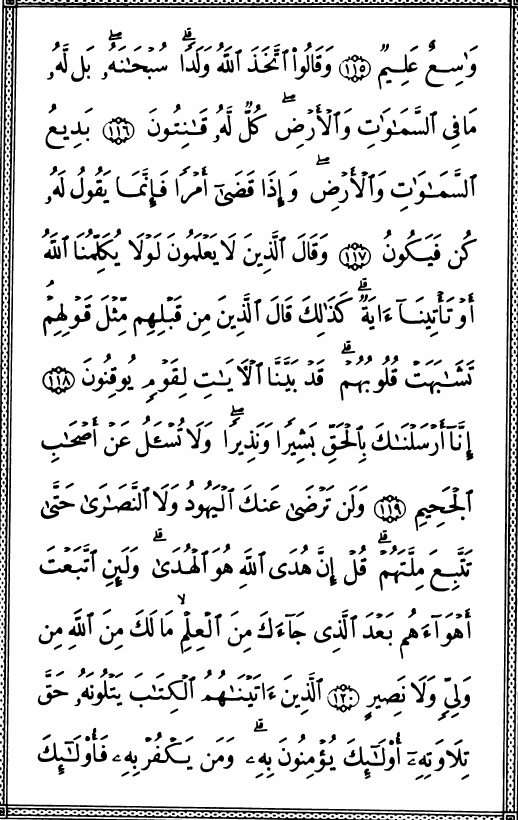 وَٰسِعٌ عَلِيمٌ ١١٥ وَقَالُوا۟ ٱتَّخَذَ ٱللَّهُ وَلَدًا ۗ سُبْحَـٰنَهُۥ ۖ بَل لَّهُۥ
مَا فِى ٱلسَّمَـٰوَٰتِ وَٱلْأَرْضِ ۖ كُلٌّ لَّهُۥ قَـٰنِتُونَ ١١٦ بَدِيعُ
ٱلسَّمَـٰوَٰتِ وَٱلْأَرْضِ ۖ وَإِذَا قَضَىٰٓ أَمْرًا فَإِنَّمَا يَقُولُ لَهُۥ
كُن فَيَكُونُ ١١٧ وَقَالَ ٱلَّذِينَ لَا يَعْلَمُونَ لَوْلَا يُكَلِّمُنَا ٱللَّهُ
أَوْ تَأْتِينَآ ءَايَةٌ ۗ كَذَٰلِكَ قَالَ ٱلَّذِينَ مِن قَبْلِهِم مِّثْلَ قَوْلِهِمْ ۘ
تَشَـٰبَهَتْ قُلُوبُهُمْ ۗ قَدْ بَيَّنَّا ٱلْـَٔايَـٰتِ لِقَوْمٍ يُوقِنُونَ ١١٨
إِنَّآ أَرْسَلْنَـٰكَ بِٱلْحَقِّ بَشِيرًا وَنَذِيرًا ۖ وَلَا تُسْـَٔلُ عَنْ أَصْحَـٰبِ
ٱلْجَحِيمِ ١١٩ وَلَن تَرْضَىٰ عَنكَ ٱلْيَهُودُ وَلَا ٱلنَّصَـٰرَىٰ حَتَّىٰ
تَتَّبِعَ مِلَّتَهُمْ ۗ قُلْ إِنَّ هُدَى ٱللَّهِ هُوَ ٱلْهُدَىٰ ۗ وَلَئِنِ ٱتَّبَعْتَ
أَهْوَآءَهُم بَعْدَ ٱلَّذِى جَآءَكَ مِنَ ٱلْعِلْمِ ۙ مَا لَكَ مِنَ ٱللَّهِ مِن
وَلِىٍّ وَلَا نَصِيرٍ ١٢٠ ٱلَّذِينَ ءَاتَيْنَـٰهُمُ ٱلْكِتَـٰبَ يَتْلُونَهُۥ حَقَّ
تِلَاوَتِهِۦٓ أُو۟لَـٰٓئِكَ يُؤْمِنُونَ بِهِۦ ۗ وَمَن يَكْفُرْ بِهِۦ فَأُو۟لَـٰٓئِكَ